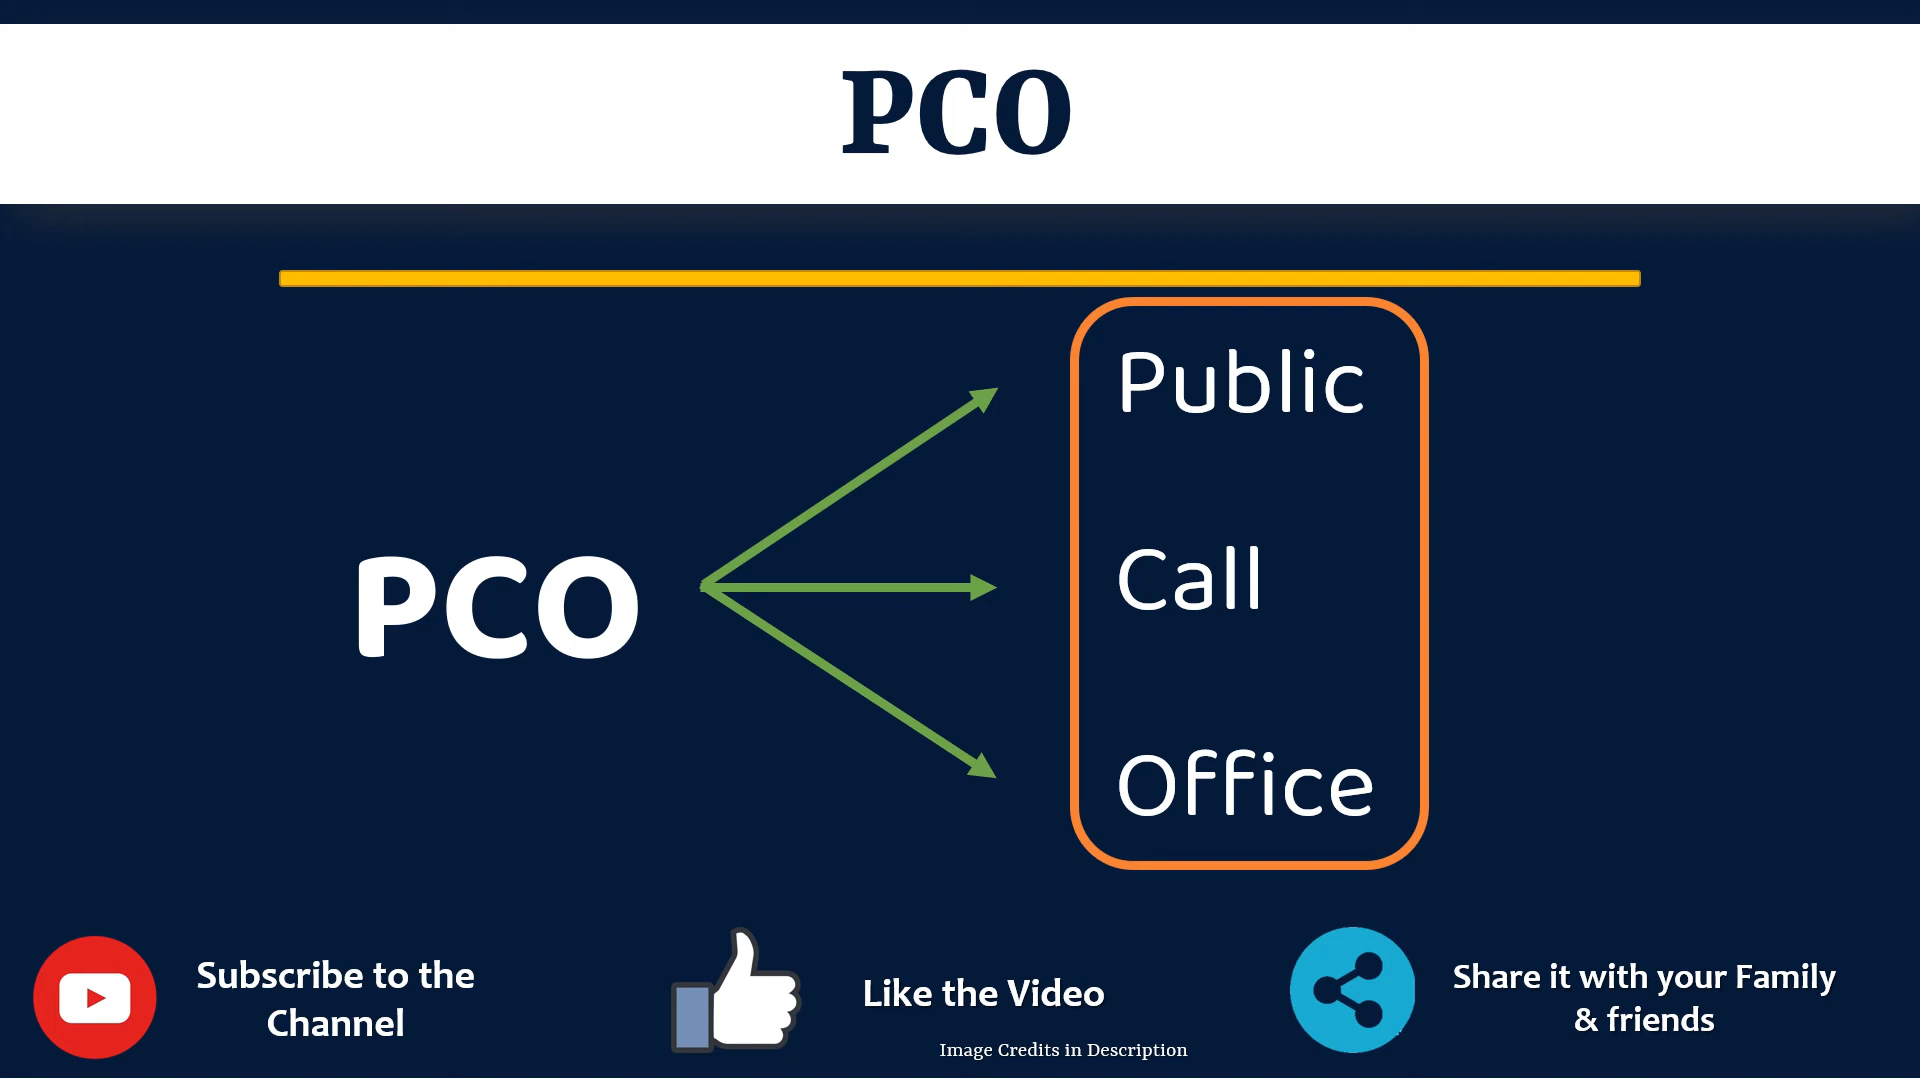 PCO
Public
PCO
Call
Office
Subscribe to the
Channel
Like the Video
Share it with your Family
& friends
Image Credits in Description